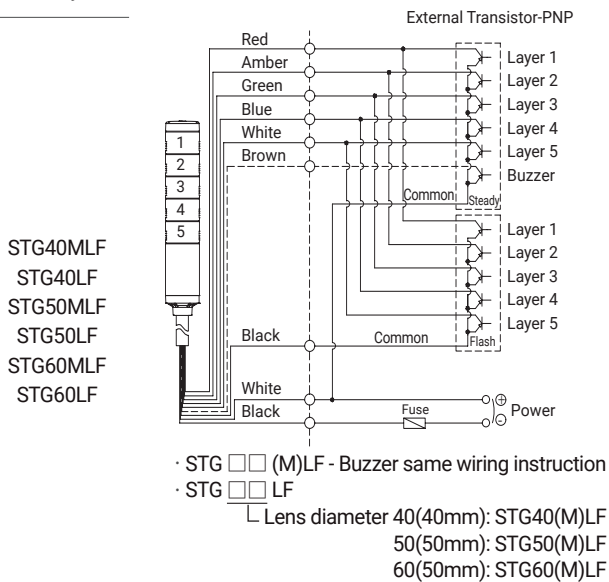 External Transistor-PNP
Red
Amber
Green
Blue
White
Brown
Layer 1
Layer 2
Layer 3
Layer 4
Layer 5
Buzzer
Common
Steady
1
2
3
4
5
STG40MLF
STG40LF
STG50MLF
STG50LF
STG60MLF
STG60LF
Layer 1
Layer 2
Layer 3
Layer 4
Layer 5
Black
Common
Flash
White
Black
Fuse
+
-
Power
· STG □□ (M)LF - Buzzer same wiring instruction
· STG □□ LF
Lens diameter 40(40mm): STG40(M)LF
50(50mm): STG50(M)LF
60(50mm): STG60(M)LF